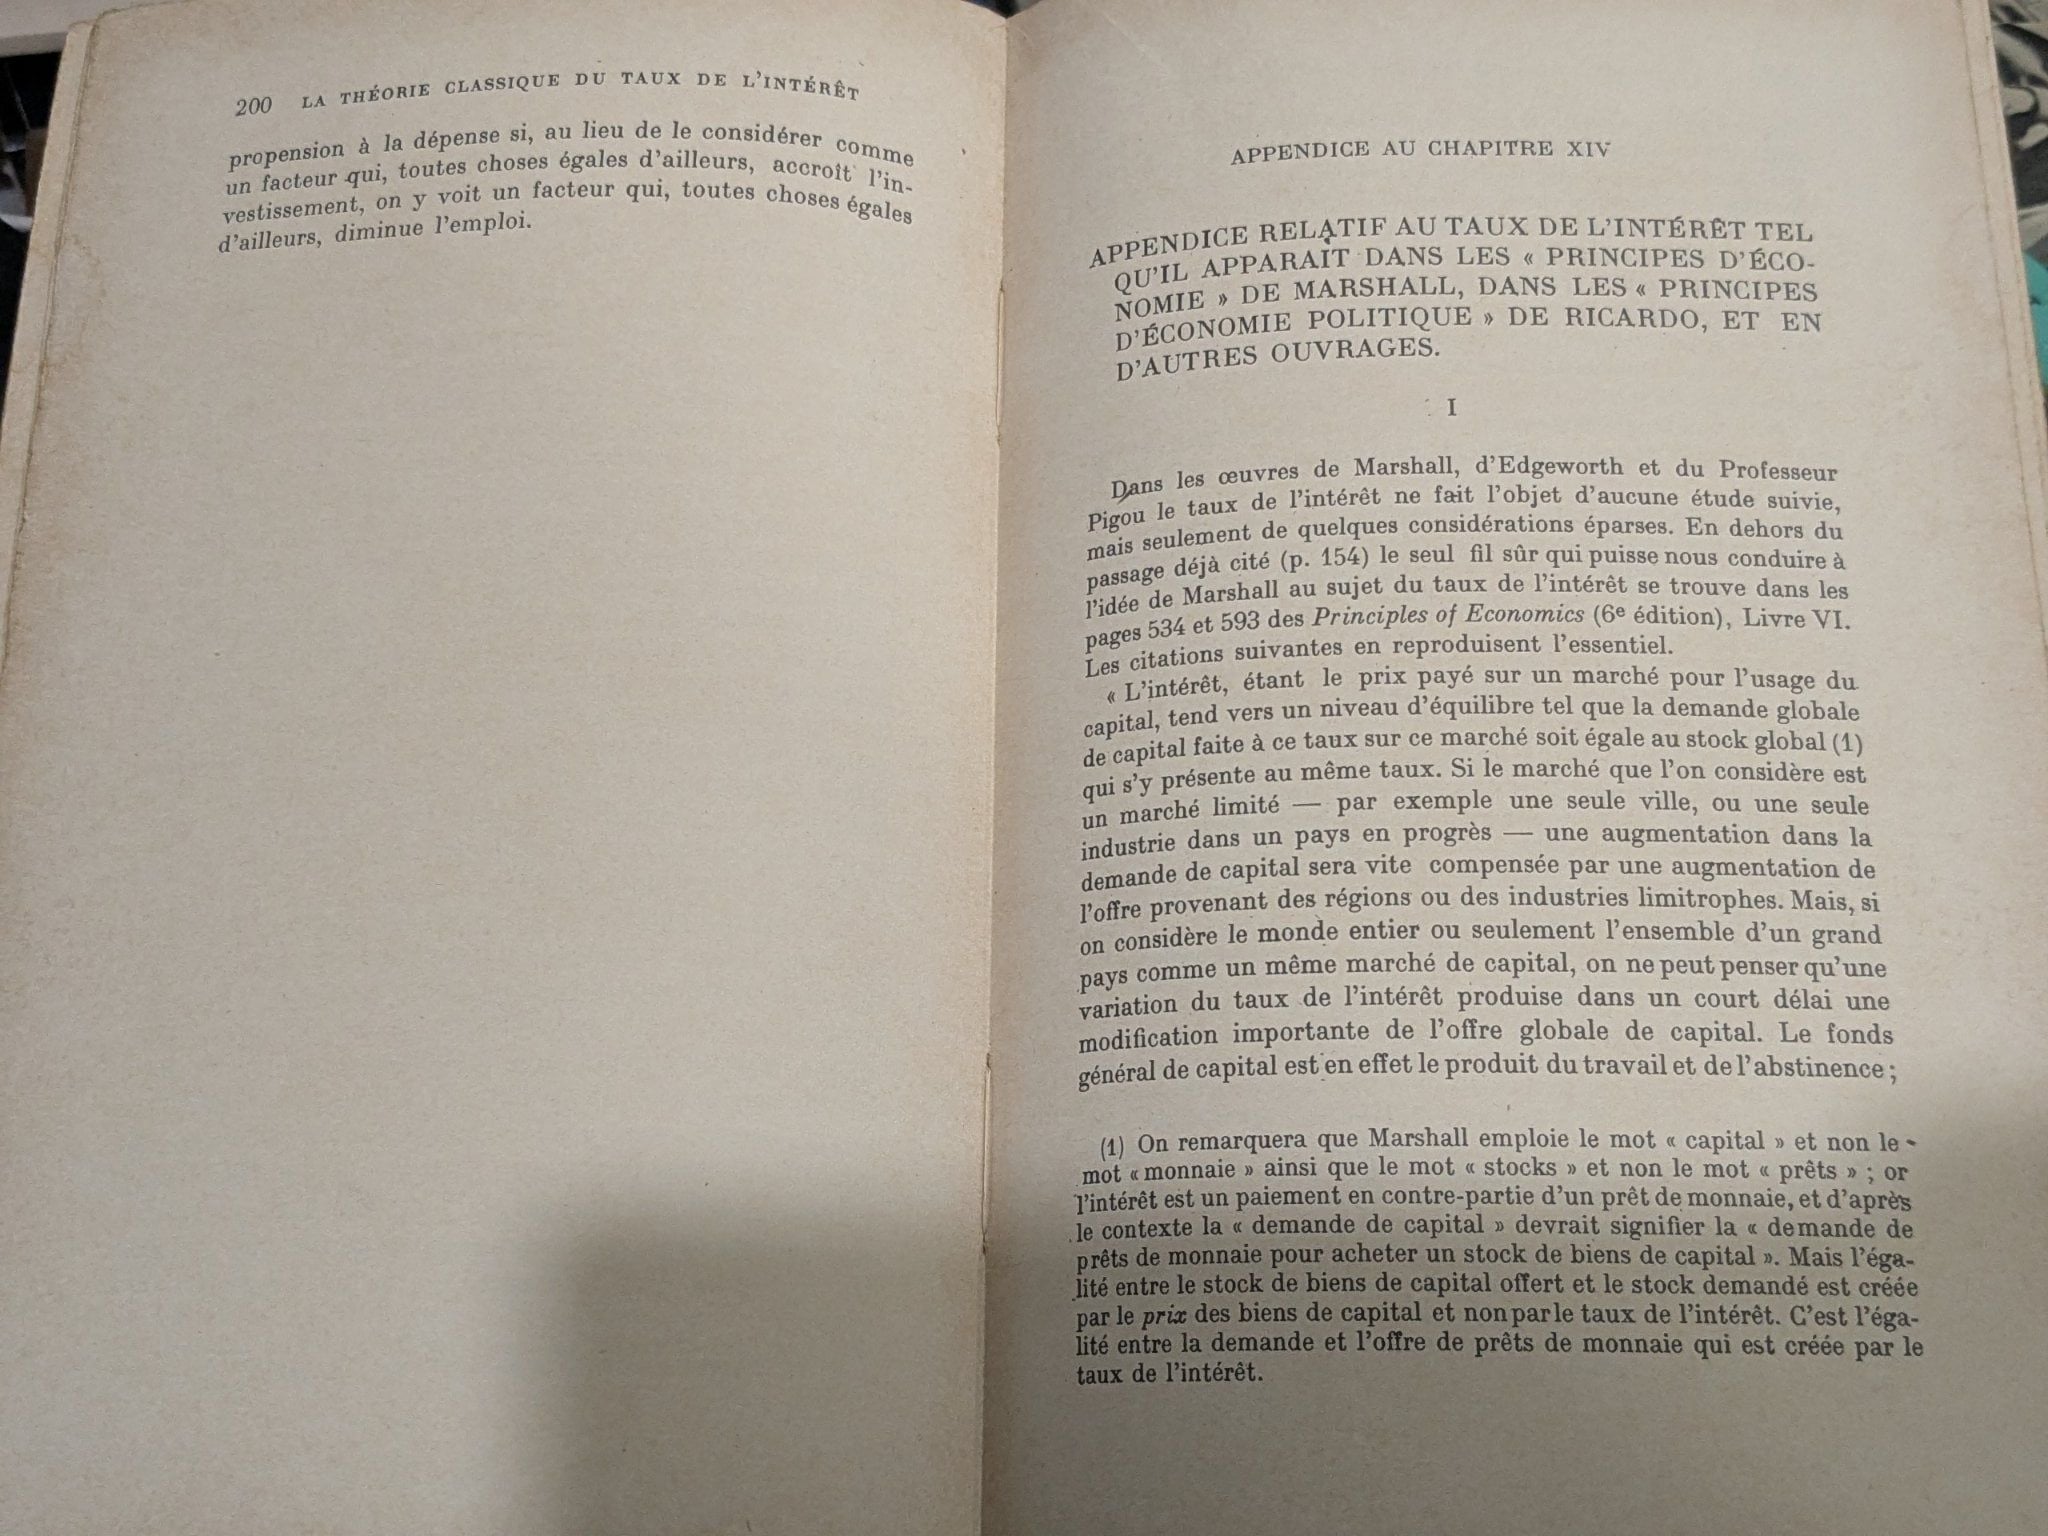 200 LA THÉORIE CLASSIQUE DU TAUX DE L'INTÉRÊT
propension à la dépense si, au lieu de le considérer comme
un facteur qui, toutes choses égales d'ailleurs, accroît l'in-
vestissement, on y voit un facteur qui, toutes choses égales
d'ailleurs, diminue l'emploi.
APPENDICE AU CHAPITRE XIV
APPENDICE RELATIF AU TAUX DE L'INTÉRÊT TEL
QU'IL APPARAIT DANS LES « PRINCIPES D'ÉCO-
NOMIE » DE MARSHALL, DANS LES « PRINCIPES
D'ÉCONOMIE POLITIQUE » DE RICARDO, ET EN
D'AUTRES OUVRAGES.
I
Dans les œuvres de Marshall, d'Edgeworth et du Professeur
Pigou le taux de l'intérêt ne fait l'objet d'aucune étude suivie,
mais seulement de quelques considérations éparses. En dehors du
passage déjà cité (p. 154) le seul fil sûr qui puisse nous conduire à
l'idée de Marshall au sujet du taux de l'intérêt se trouve dans les
pages 534 et 593 des Principles of Economics (6e édition), Livre VI.
Les citations suivantes en reproduisent l'essentiel.
« L'intérêt, étant le prix payé sur un marché pour l'usage du
capital, tend vers un niveau d'équilibre tel que la demande globale
de capital faite à ce taux sur ce marché soit égale au stock global (1)
qui s'y présente au même taux. Si le marché que l'on considère est
un marché limité — par exemple une seule ville, ou une seule
industrie dans un pays en progrès — une augmentation dans la
demande de capital sera vite compensée par une augmentation de
l'offre provenant des régions ou des industries limitrophes. Mais, si
on considère le monde entier ou seulement l'ensemble d'un grand
pays comme un même marché de capital, on ne peut penser qu'une
variation du taux de l'intérêt produise dans un court délai une
modification importante de l'offre globale de capital. Le fonds
général de capital est en effet le produit du travail et de l'abstinence ;
(1) On remarquera que Marshall emploie le mot « capital » et non le
mot « monnaie » ainsi que le mot « stocks » et non le mot « prêts » ; or
l'intérêt est un paiement en contre-partie d'un prêt de monnaie, et d'après
le contexte la « demande de capital » devrait signifier la « demande de
prêts de monnaie pour acheter un stock de biens de capital ». Mais l'éga-
lité entre le stock de biens de capital offert et le stock demandé est créée
par le prix des biens de capital et non par le taux de l'intérêt. C'est l'éga-
lité entre la demande et l'offre de prêts de monnaie qui est créée par le
taux de l'intérêt.